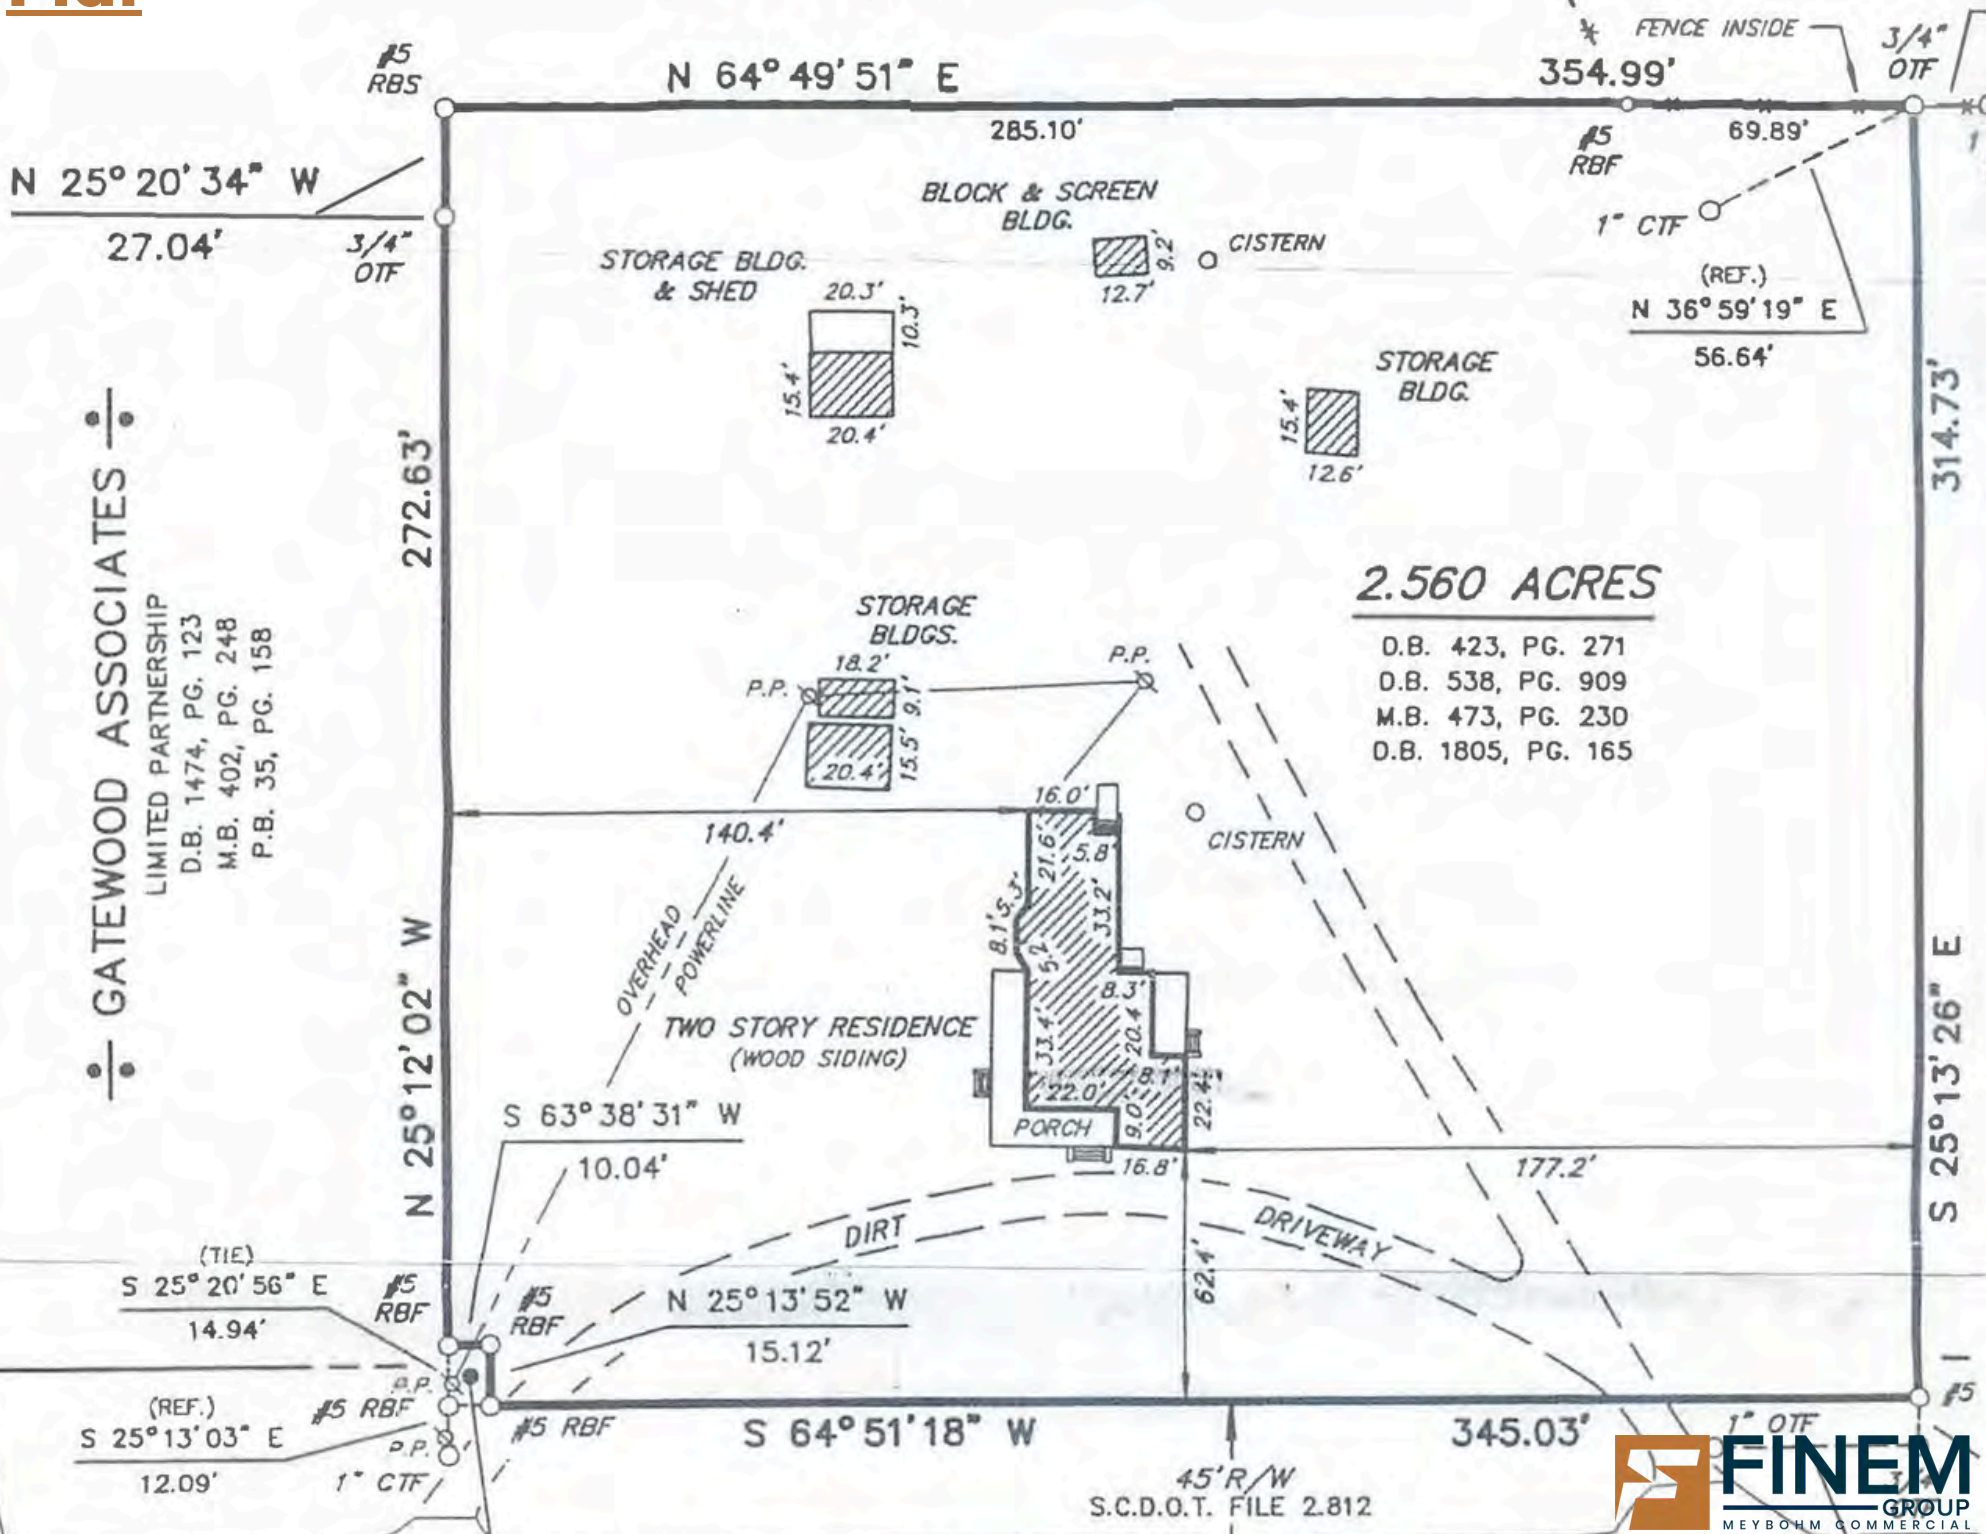 #5
RBS
N 64°49'51" E
354.99'
FENCE INSIDE
3/4"
OTF
285.10'
#5
RBF
69.89'
N 25°20'34" W
27.04'
3/4"
OTF
BLOCK & SCREEN
BLDG.
9.2'
12.7'
CISTERN
1" CTF
(REF.)
N 36°59'19" E
56.64'
STORAGE BLDG.
& SHED
20.3'
10.3'
15.4'
20.4'
STORAGE
BLDG.
15.4'
12.6'
314.73'
272.63'
GATEWOOD ASSOCIATES
LIMITED PARTNERSHIP
D.B. 1474, PG. 123
M.B. 402, PG. 248
P.B. 35, PG. 158
2.560 ACRES
D.B. 423, PG. 271
D.B. 538, PG. 909
M.B. 473, PG. 230
D.B. 1805, PG. 165
STORAGE
BLDGS.
18.2'
9.1'
P.P.
P.P.
15.5'
20.4'
140.4'
16.0'
21.6'
5.8'
CISTERN
33.2'
5.3'
8.1'
5.2
OVERHEAD
POWERLINE
N 25°12'02" W
S 25°13'26" E
TWO STORY RESIDENCE
(WOOD SIDING)
8.3'
20.4'
33.4'
8.1'
22.0'
22.4'
9.0'
PORCH
16.8'
177.2'
S 63°38'31" W
10.04'
DIRT
DRIVEWAY
62.4'
(TIE)
S 25°20'56" E
14.94'
#5
RBF
#5
RBF
N 25°13'52" W
15.12'
P.P.
(REF.)
S 25°13'03" E
12.09'
#5 RBF
#5 RBF
P.P.
1" CTF
S 64°51'18" W
345.03'
#5
1" OTF
45' R/W
S.C.D.O.T. FILE 2.812
FINEM
GROUP
MEYBOHM COMMERCIAL